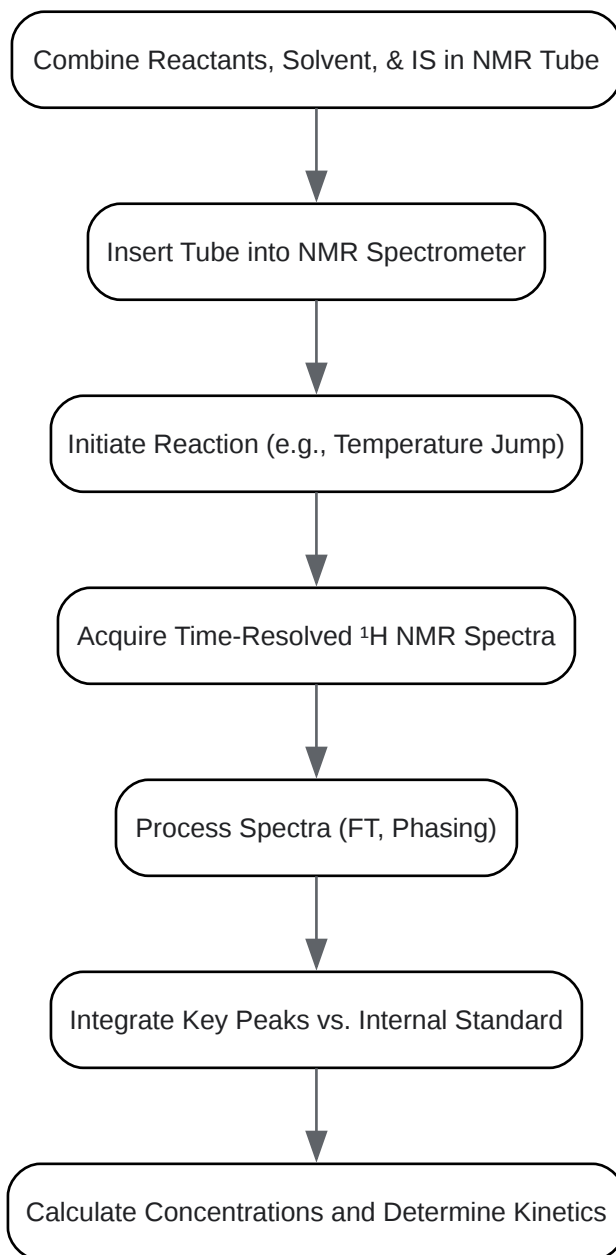 Combine Reactants, Solvent, & IS in NMR Tube
Insert Tube into NMR Spectrometer
Initiate Reaction (e.g., Temperature Jump)
Acquire Time-Resolved ¹H NMR Spectra
Process Spectra (FT, Phasing)
Integrate Key Peaks vs. Internal Standard
Calculate Concentrations and Determine Kinetics